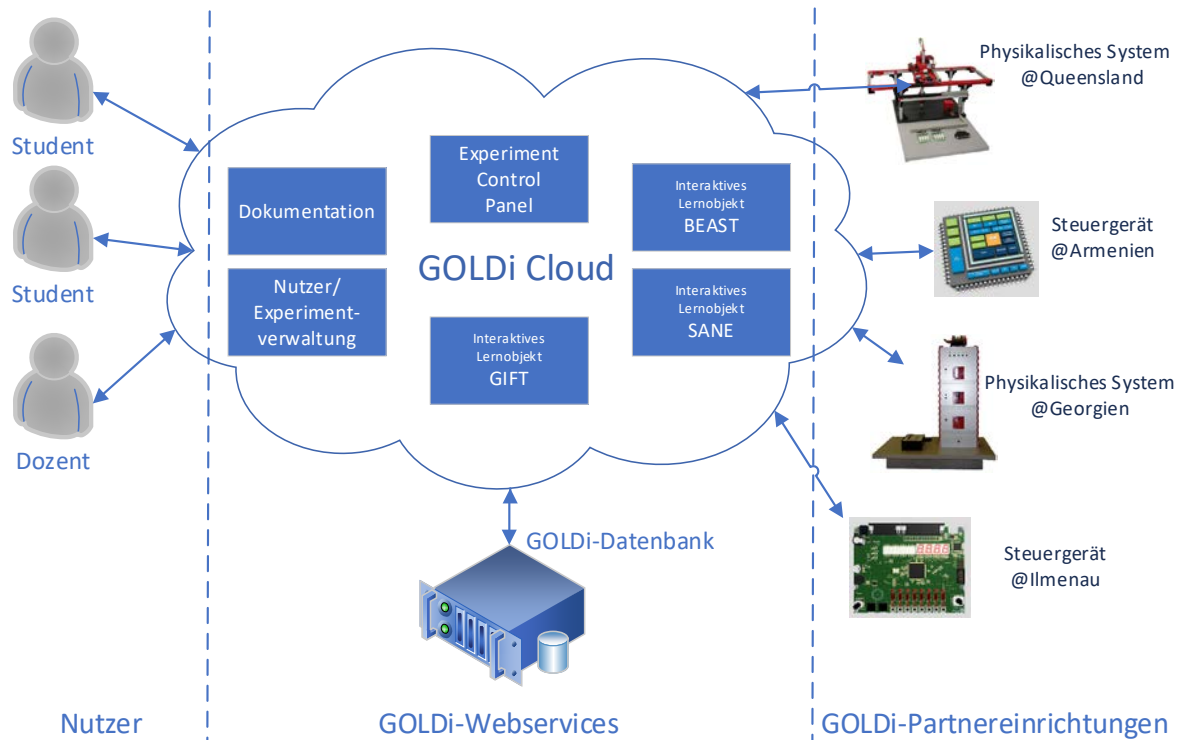 Student
Student
Dozent
Dokumentation
Nutzer/
Experiment-
verwaltung
Experiment
Control
Panel
GOLDi Cloud
Interaktives
Lernobjekt
GIFT
Interaktives
Lernobjekt
BEAST
Interaktives
Lernobjekt
SANE
GOLDi-Datenbank
Physikalisches System
@Queensland
Steuergerät
@Armenien
Physikalisches System
@Georgien
Steuergerät
@Ilmenau
Nutzer
GOLDi-Webservices
GOLDi-Partnereinrichtungen